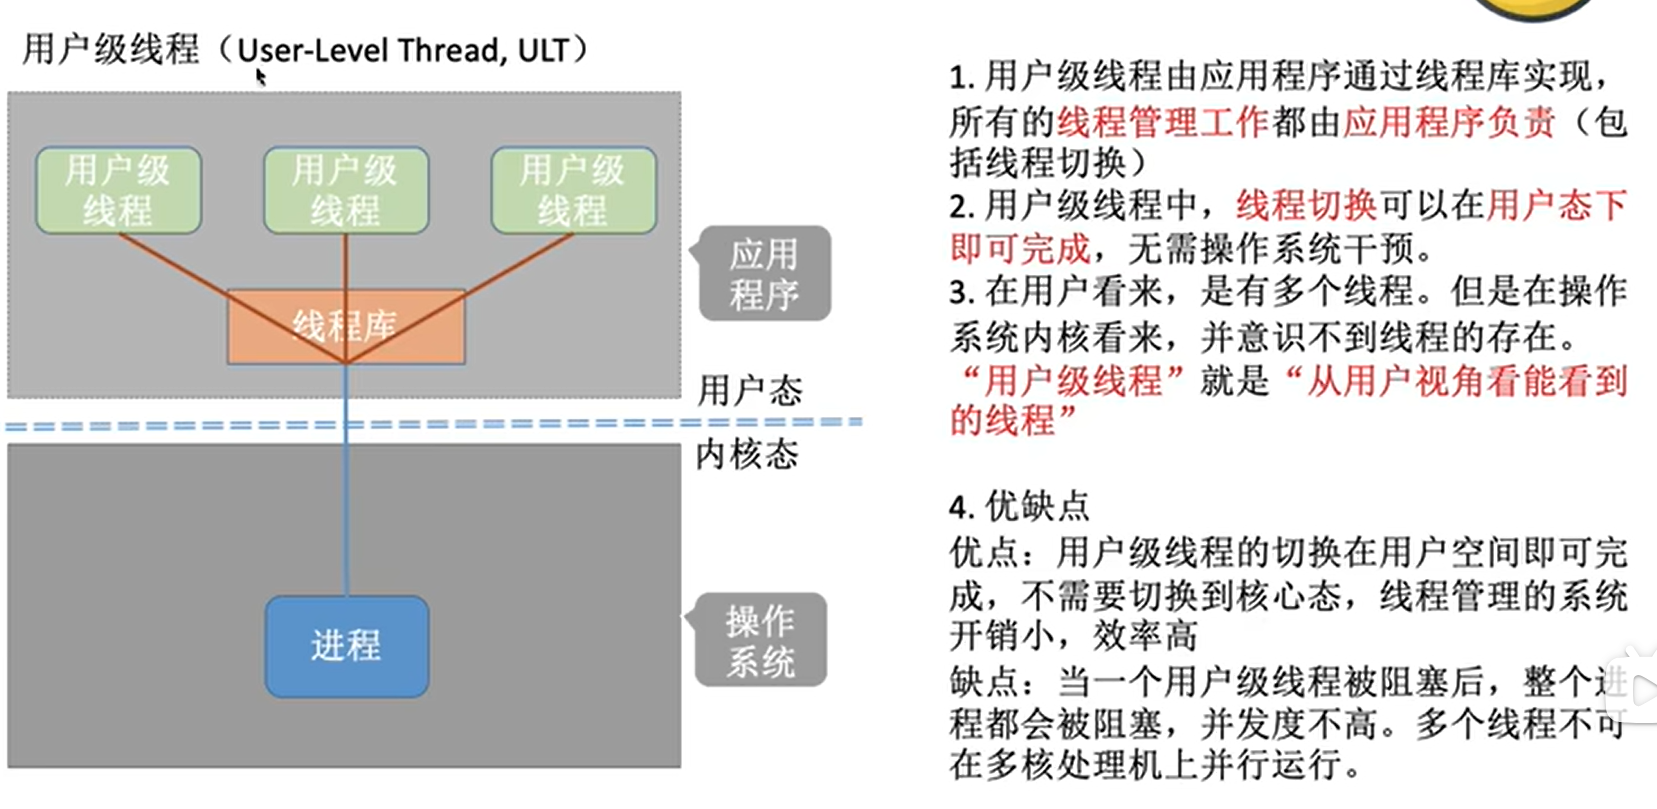 用户级线程（User-Level Thread, ULT）
用户级
线程
用户级
线程
用户级
线程
线程库
应用
程序
用户态
内核态
进程
操作
系统
1. 用户级线程由应用程序通过线程库实现，
所有的线程管理工作都由应用程序负责（包
括线程切换）
2. 用户级线程中，线程切换可以在用户态下
即可完成，无需操作系统干预。
3. 在用户看来，是有多个线程。但是在操作
系统内核看来，并意识不到线程的存在。
“用户级线程”就是“从用户视角看能看到
的线程”
4. 优缺点
优点：用户级线程的切换在用户空间即可完
成，不需要切换到核心态，线程管理的系统
开销小，效率高
缺点：当一个用户级线程被阻塞后，整个进
程都会被阻塞，并发度不高。多个线程不可
在多核处理机上并行运行。